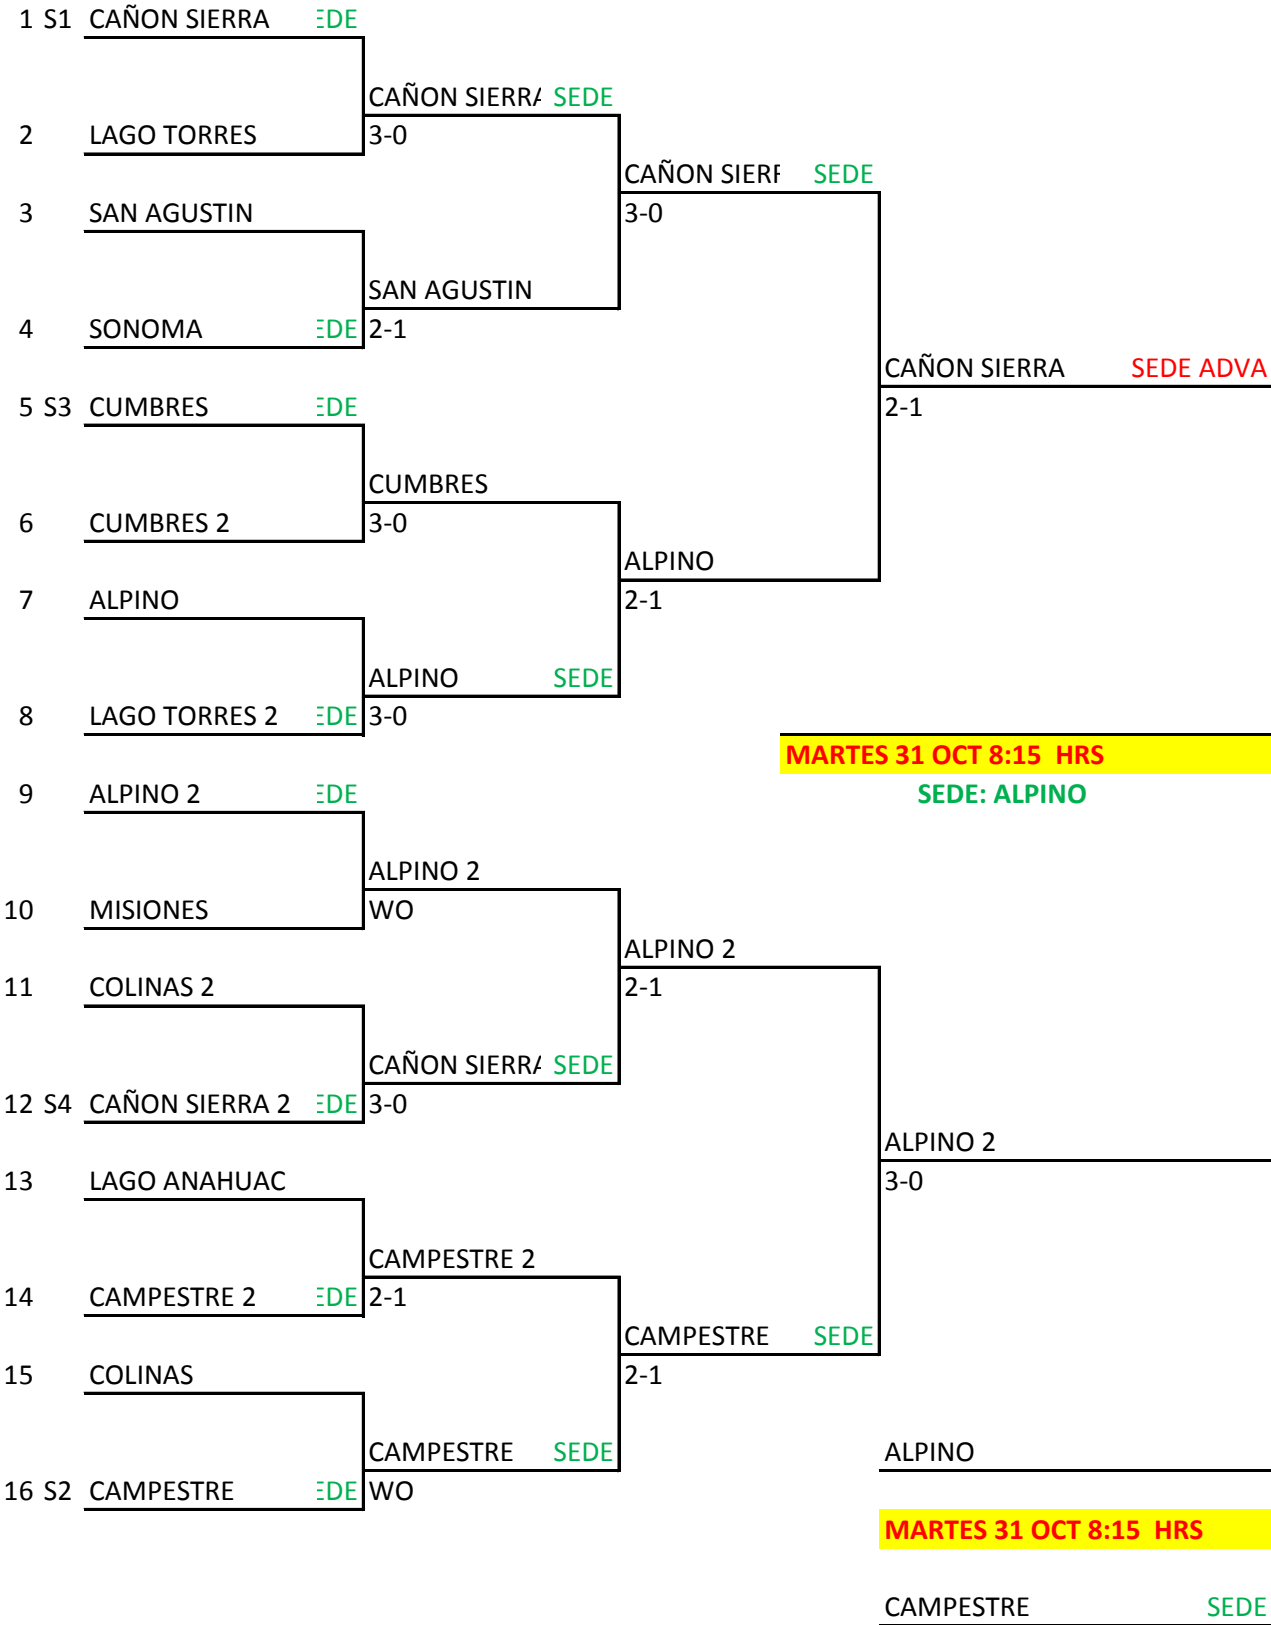 1 S1 CAÑON SIERRA EDE
CAÑON SIERRA SEDE
2 LAGO TORRES 3-0
CAÑON SIERR SEDE
3 SAN AGUSTIN 3-0
SAN AGUSTIN
4 SONOMA EDE 2-1
CAÑON SIERRA SEDE ADVA
5 S3 CUMBRES EDE 2-1
CUMBRES
6 CUMBRES 2 3-0
ALPINO
7 ALPINO 2-1
ALPINO SEDE
8 LAGO TORRES 2 EDE 3-0
MARTES 31 OCT 8:15 HRS
9 ALPINO 2 EDE SEDE: ALPINO
ALPINO 2
10 MISIONES WO
ALPINO 2
11 COLINAS 2 2-1
CAÑON SIERRA SEDE
12 S4 CAÑON SIERRA 2 EDE 3-0
ALPINO 2
13 LAGO ANAHUAC 3-0
CAMPESTRE 2
14 CAMPESTRE 2 EDE 2-1
CAMPESTRE SEDE
15 COLINAS 2-1
CAMPESTRE SEDE ALPINO
16 S2 CAMPESTRE EDE WO
MARTES 31 OCT 8:15 HRS
CAMPESTRE SEDE